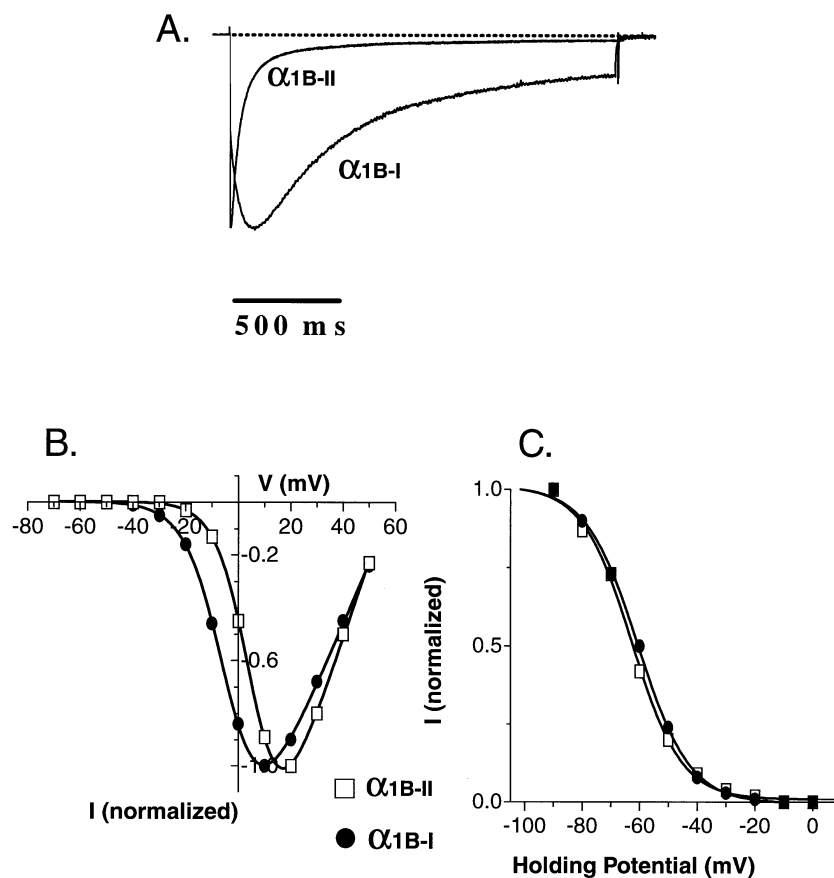 A.
α1B-II
α1B-I
500 ms
B.
V (mV)
-80 -60 -40 -20 20 40 60
-0.2
-0.6
-1.0
I (normalized)
α1B-II
α1B-I
C.
1.0
0.5
0.0
I (normalized)
-100 -80 -60 -40 -20 0
Holding Potential (mV)